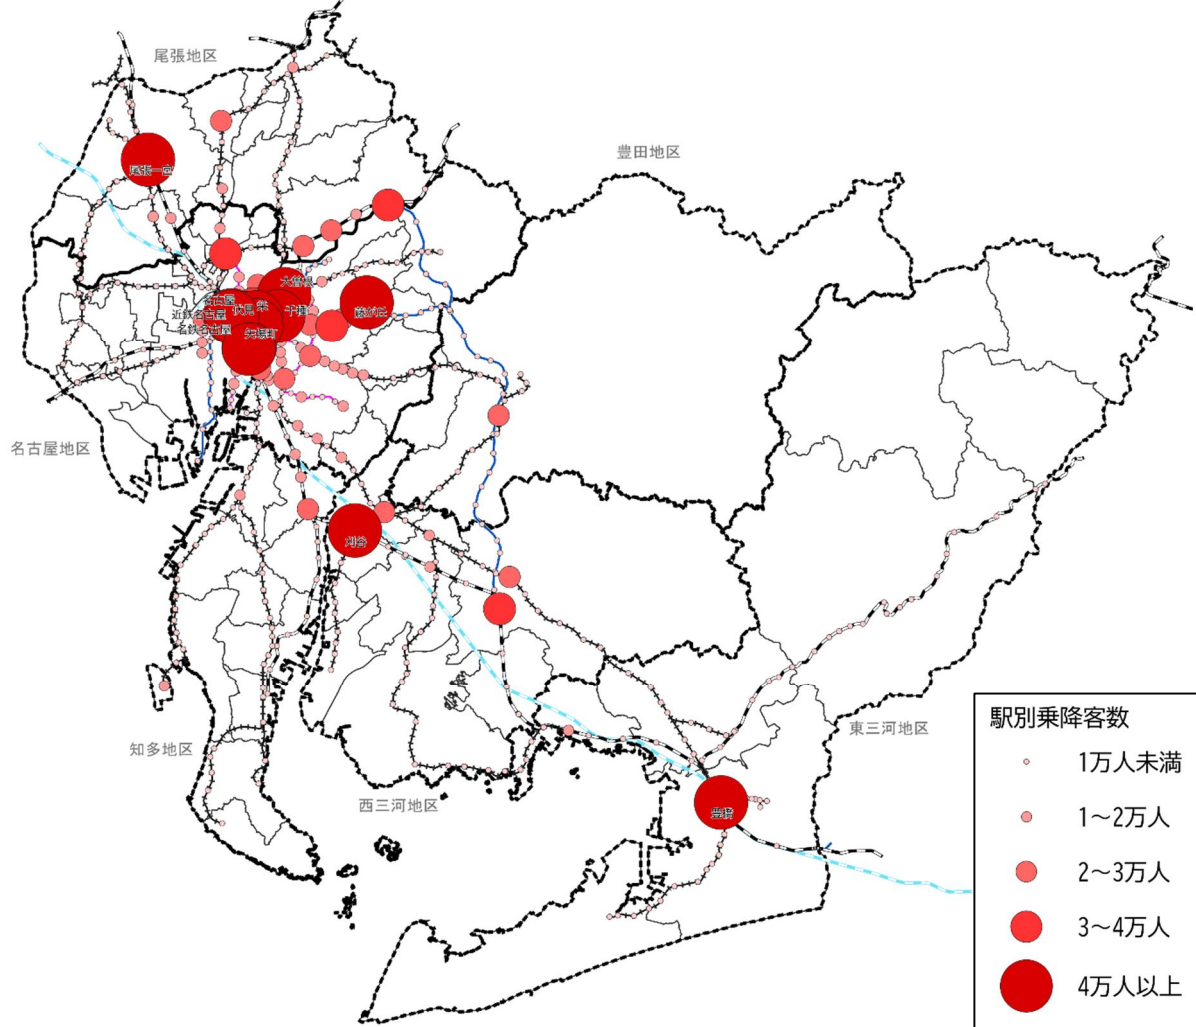 尾張地区
豊田地区
尾張一宮
大曽根
名古屋
伏見
栄
千種
藤が丘
近鉄名古屋
名鉄名古屋
矢場町
名古屋地区
刈谷
知多地区
西三河地区
東三河地区
豊橋
駅別乗降客数
1万人未満
1～2万人
2～3万人
3～4万人
4万人以上